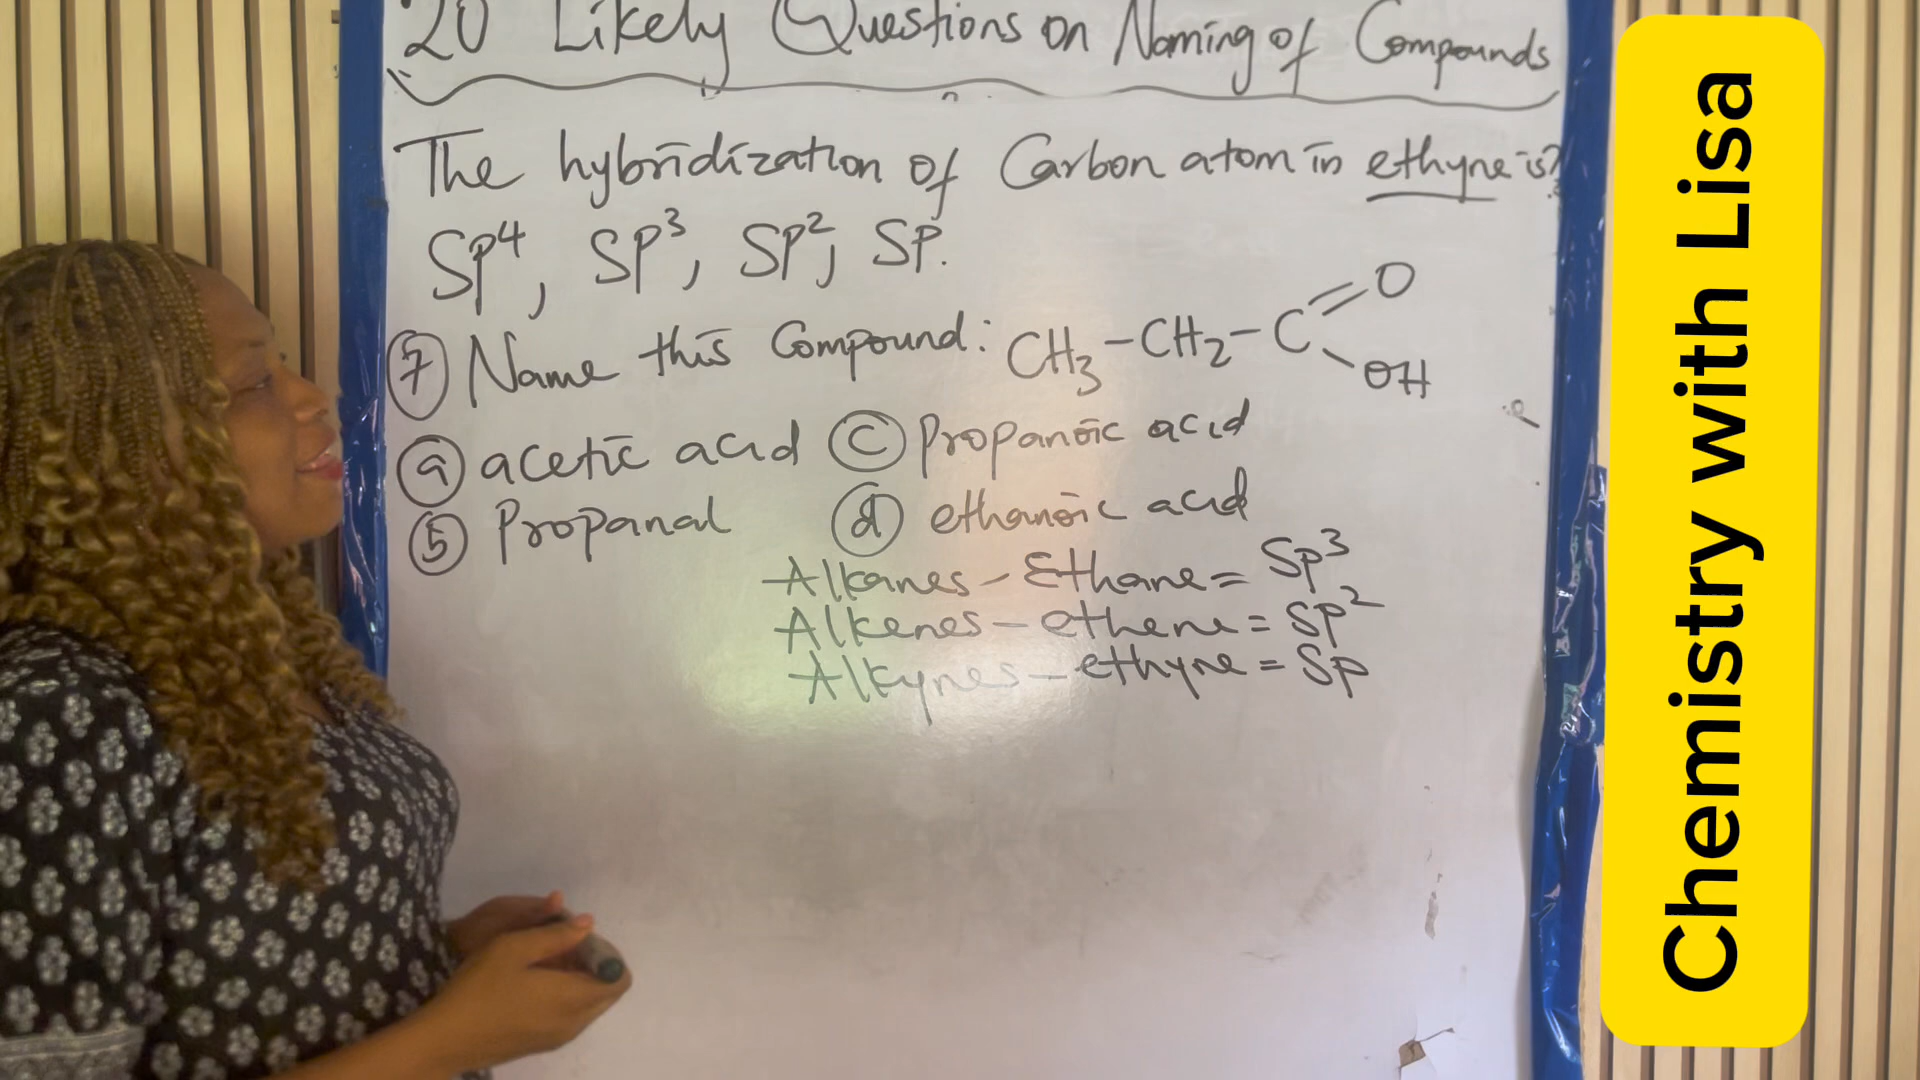 20 Likely Questions on Naming of Compounds
The hybridization of Carbon atom in ethyne is?
SP⁴, SP³, SP², SP.
⑦ Name this Compound: CH₃-CH₂-C=O
OH
ⓐ acetic acid ⓒ Propanoic acid
⑤ Propanal ⓓ ethanoic acid
Alkanes - Ethane = SP³
Alkenes - ethene = SP²
Alkynes - ethyne = SP
Chemistry with Lisa